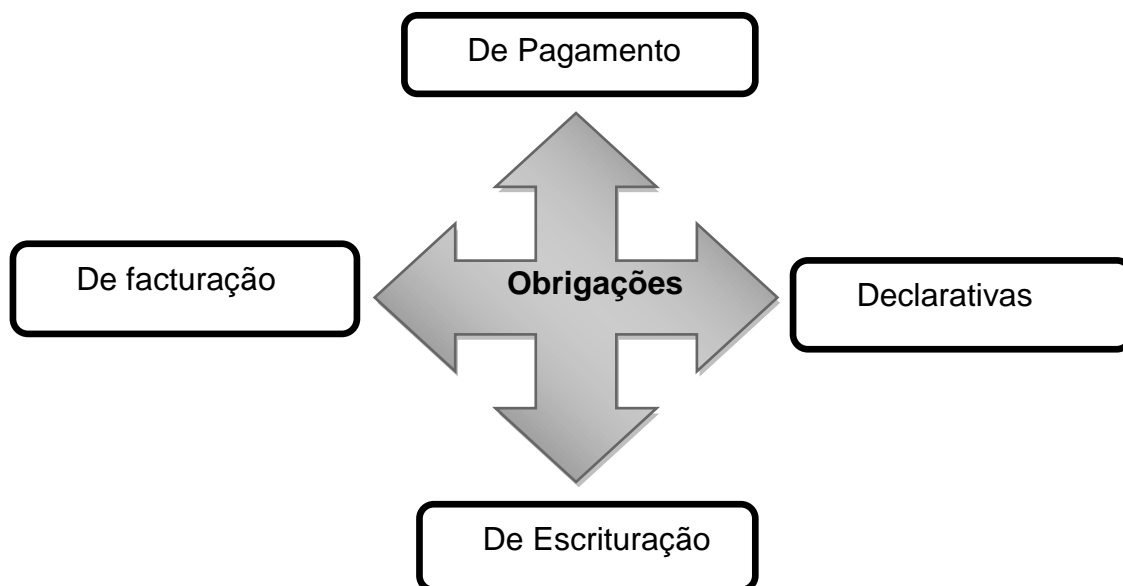 De Pagamento
De facturação
Obrigações
Declarativas
De Escrituração